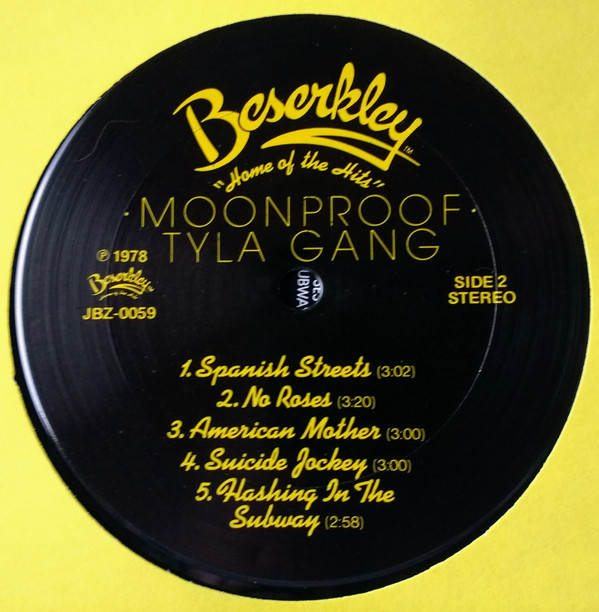 Beserkley
TM
"Home of the Hits"
·MOONPROOF·
TYLA GANG
℗ 1978
Beserkley
JBZ-0059
SIDE 2
STEREO
1. Spanish Streets (3:02)
2. No Roses (3:20)
3. American Mother (3:00)
4. Suicide Jockey (3:00)
5. Flashing In The
Subway (2:58)